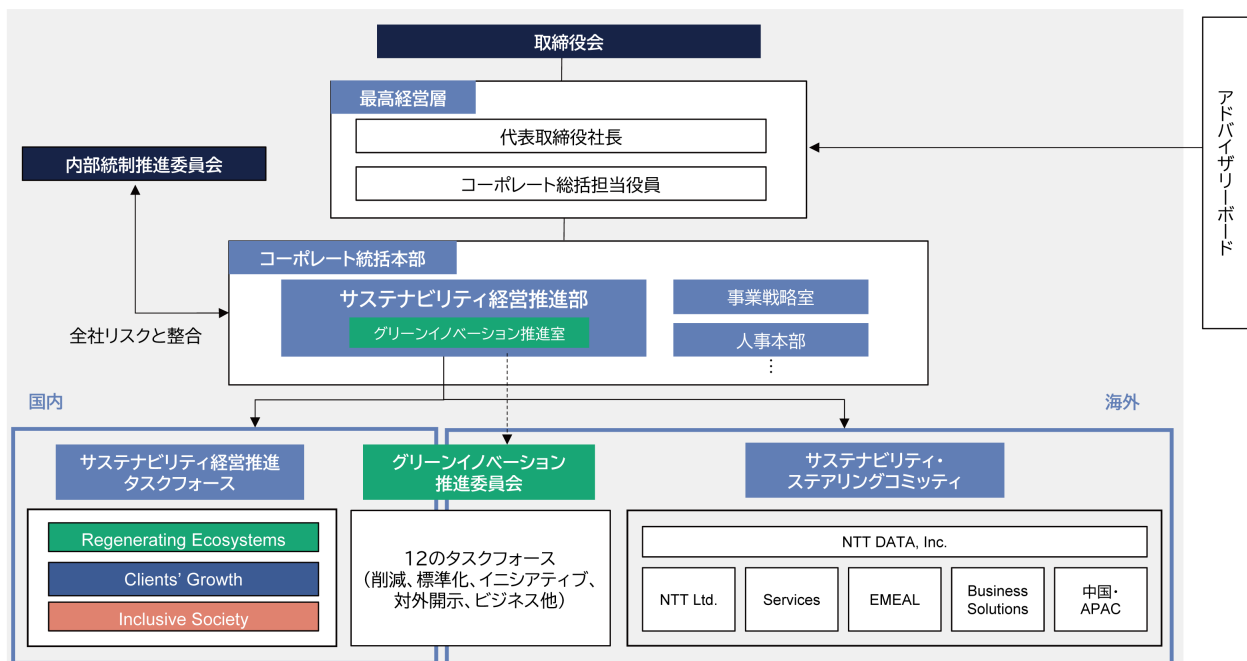 取締役会
最高経営層
代表取締役社長
コーポレート総括担当役員
アドバイザリーボード
内部統制推進委員会
全社リスクと整合
コーポレート統括本部
サステナビリティ経営推進部
グリーンイノベーション推進室
事業戦略室
人事本部
⋮
国内
海外
サステナビリティ経営推進
タスクフォース
Regenerating Ecosystems
Clients’ Growth
Inclusive Society
グリーンイノベーション
推進委員会
12のタスクフォース
（削減、標準化、イニシアティブ、
対外開示、ビジネス他）
サステナビリティ・
ステアリングコミッティ
NTT DATA, Inc.
NTT Ltd.
Services
EMEAL
Business
Solutions
中国・
APAC